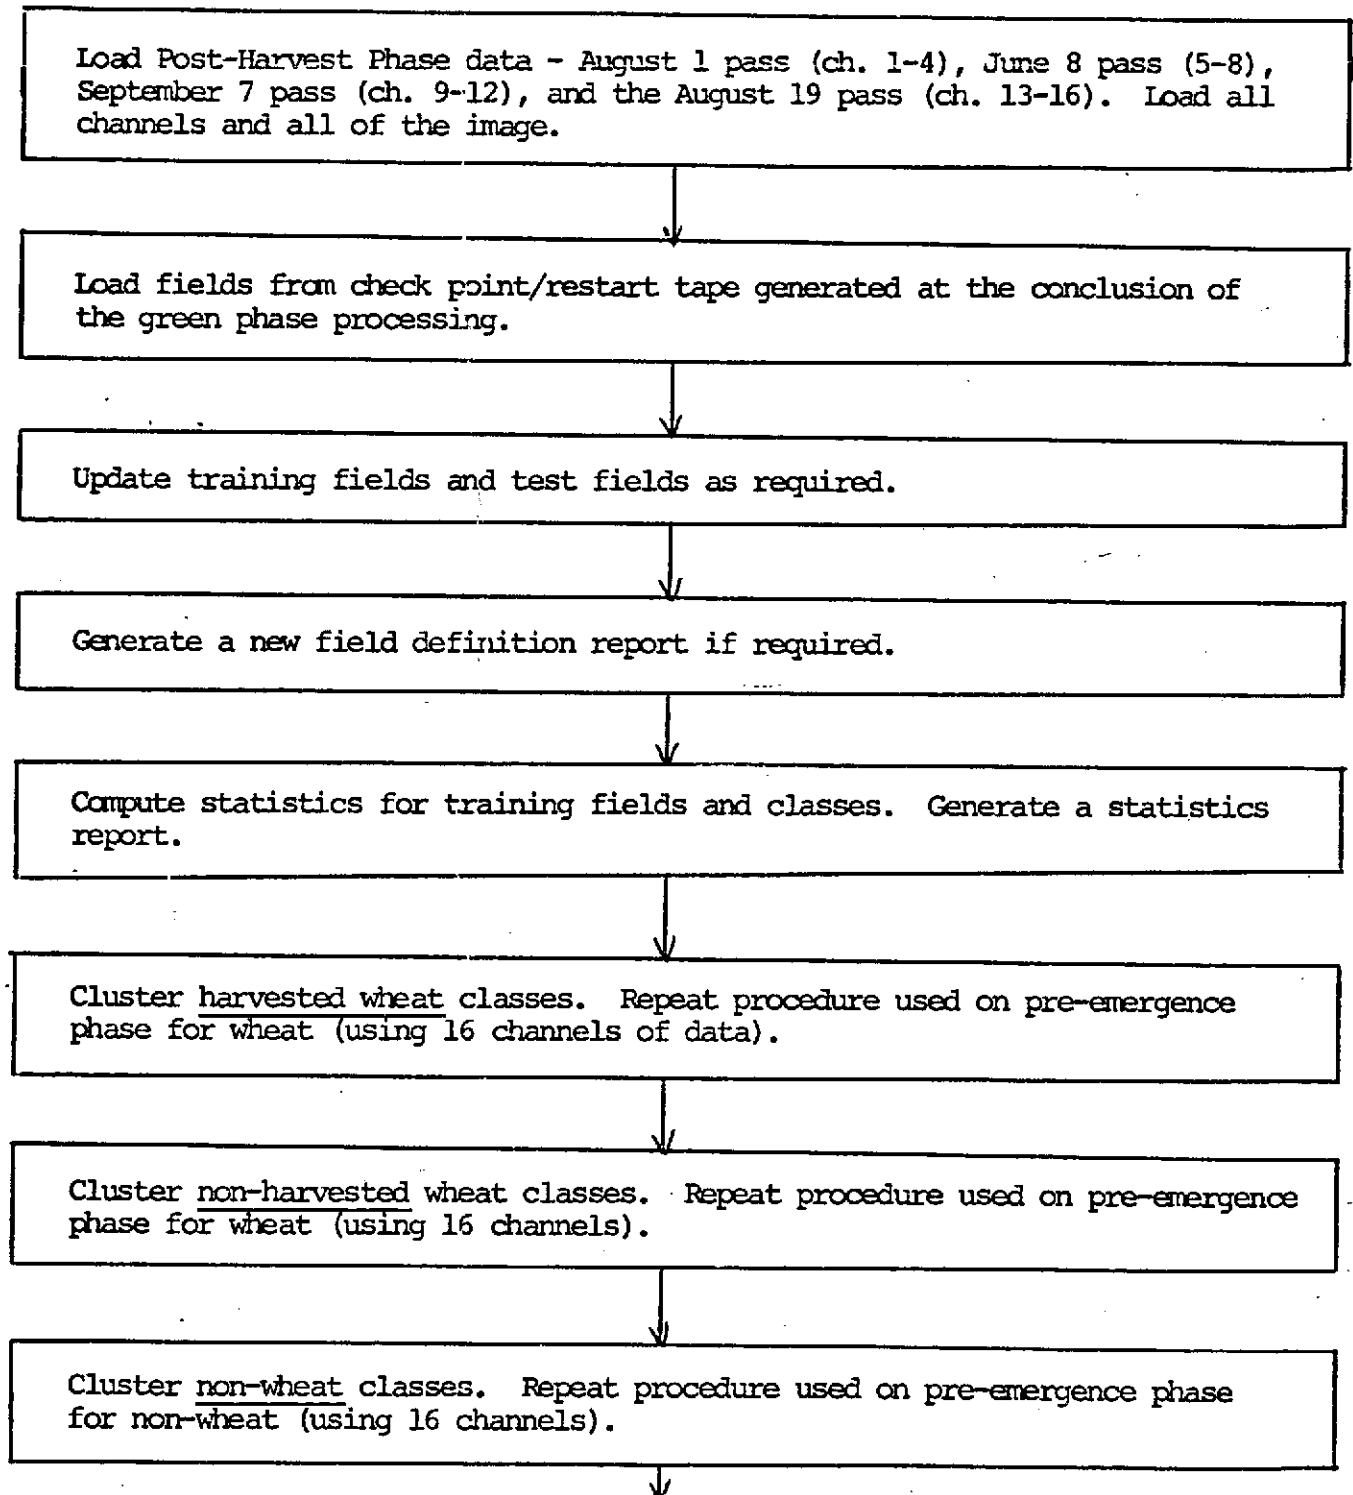 Load Post-Harvest Phase data - August 1 pass (ch. 1-4), June 8 pass (5-8),
September 7 pass (ch. 9-12), and the August 19 pass (ch. 13-16). Load all
channels and all of the image.
Load fields from check point/restart tape generated at the conclusion of
the green phase processing.
Update training fields and test fields as required.
Generate a new field definition report if required.
Compute statistics for training fields and classes. Generate a statistics
report.
Cluster harvested wheat classes. Repeat procedure used on pre-emergence
phase for wheat (using 16 channels of data).
Cluster non-harvested wheat classes. Repeat procedure used on pre-emergence
phase for wheat (using 16 channels).
Cluster non-wheat classes. Repeat procedure used on pre-emergence phase
for non-wheat (using 16 channels).